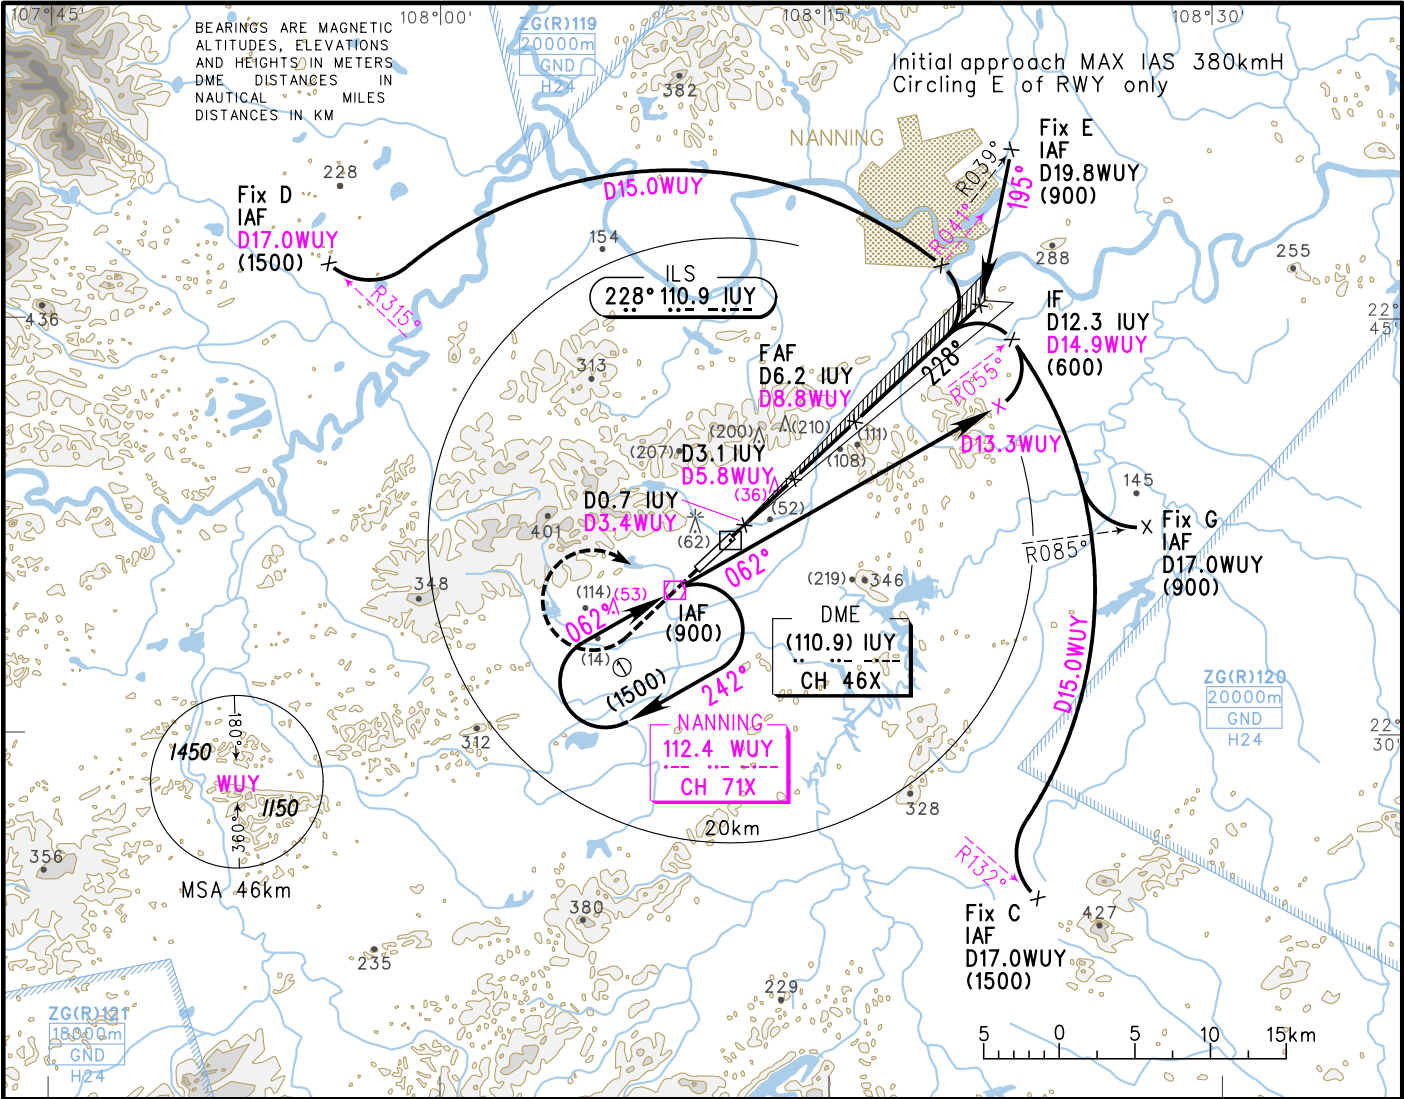 107°45'
108°00'
108°15'
108°30'
BEARINGS ARE MAGNETIC
ALTITUDES, ELEVATIONS
AND HEIGHTS IN METERS
DME DISTANCES IN
NAUTICAL MILES
DISTANCES IN KM
ZG(R)119
20000m
GND
H24
382
Initial approach MAX IAS 380kmH
Circling E of RWY only
NANNING
Fix E
IAF
D19.8WUY
(900)
R039°
R041°
195°
228
Fix D
IAF
D17.0WUY
(1500)
R315°
D15.0WUY
154
288
255
436
ILS
228° 110.9 IUY
IF
D12.3 IUY
D14.9WUY
(600)
22°
45'
313
FAF
D6.2 IUY
D8.8WUY
228°
R055°
D13.3WUY
(200)
(210)
(111)
(108)
(207)
D3.1 IUY
D5.8WUY
(36)
(52)
D0.7 IUY
D3.4WUY
(62)
401
145
Fix G
IAF
D17.0WUY
(900)
R085°
348
(114)
(53)
062°
062°
IAF
(900)
(219)
346
(14)
1
(1500)
242°
DME
(110.9) IUY
CH 46X
D15.0WUY
NANNING
112.4 WUY
CH 71X
ZG(R)120
20000m
GND
H24
22°
30'
312
180°
1450
WUY
1150
360°
MSA 46km
328
20km
356
R132°
Fix C
IAF
D17.0WUY
(1500)
427
380
235
229
ZG(R)121
18000m
GND
H24
5 0 5 10 15km